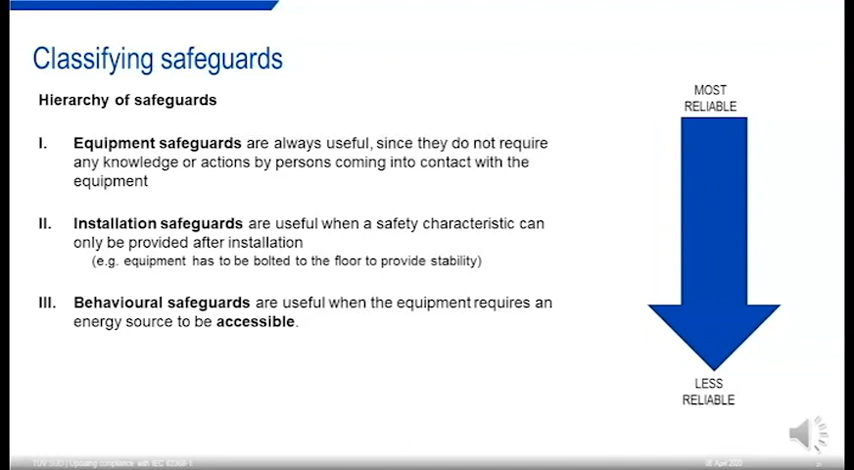 Classifying safeguards
Hierarchy of safeguards
I. Equipment safeguards are always useful, since they do not require
any knowledge or actions by persons coming into contact with the
equipment
II. Installation safeguards are useful when a safety characteristic can
only be provided after installation
(e.g. equipment has to be bolted to the floor to provide stability)
III. Behavioural safeguards are useful when the equipment requires an
energy source to be accessible.
MOST
RELIABLE
LESS
RELIABLE